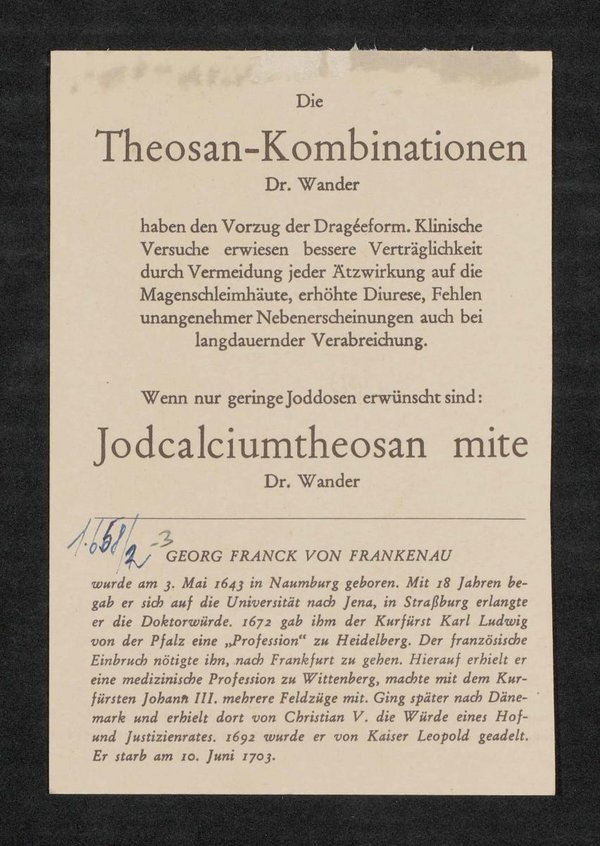 Die
Theosan-Kombinationen
Dr. Wander
haben den Vorzug der Dragéeform. Klinische
Versuche erwiesen bessere Verträglichkeit
durch Vermeidung jeder Ätzwirkung auf die
Magenschleimhäute, erhöhte Diurese, Fehlen
unangenehmer Nebenerscheinungen auch bei
langdauernder Verabreichung.
Wenn nur geringe Joddosen erwünscht sind:
Jodcalciumtheosan mite
Dr. Wander
GEORG FRANCK VON FRANKENAU
wurde am 3. Mai 1643 in Naumburg geboren. Mit 18 Jahren be-
gab er sich auf die Universität nach Jena, in Straßburg erlangte
er die Doktorwürde. 1672 gab ihm der Kurfürst Karl Ludwig
von der Pfalz eine „Profession“ zu Heidelberg. Der französische
Einbruch nötigte ihn, nach Frankfurt zu gehen. Hierauf erhielt er
eine medizinische Profession zu Wittenberg, machte mit dem Kur-
fürsten Johann III. mehrere Feldzüge mit. Ging später nach Däne-
mark und erhielt dort von Christian V. die Würde eines Hof-
und Justizienrates. 1692 wurde er von Kaiser Leopold geadelt.
Er starb am 10. Juni 1703.